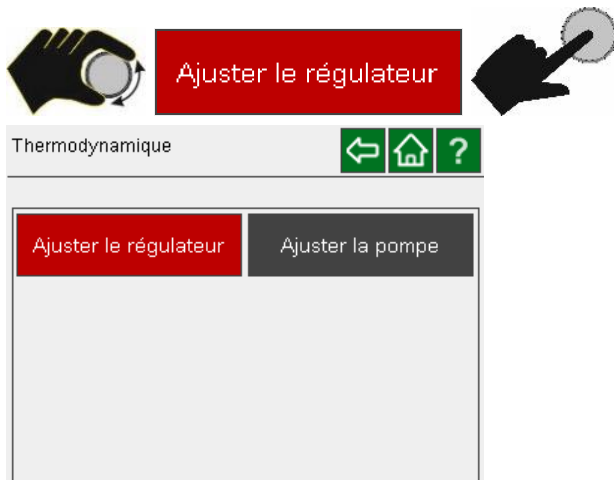 Ajuster le régulateur
Thermodynamique
?
Ajuster le régulateur
Ajuster la pompe